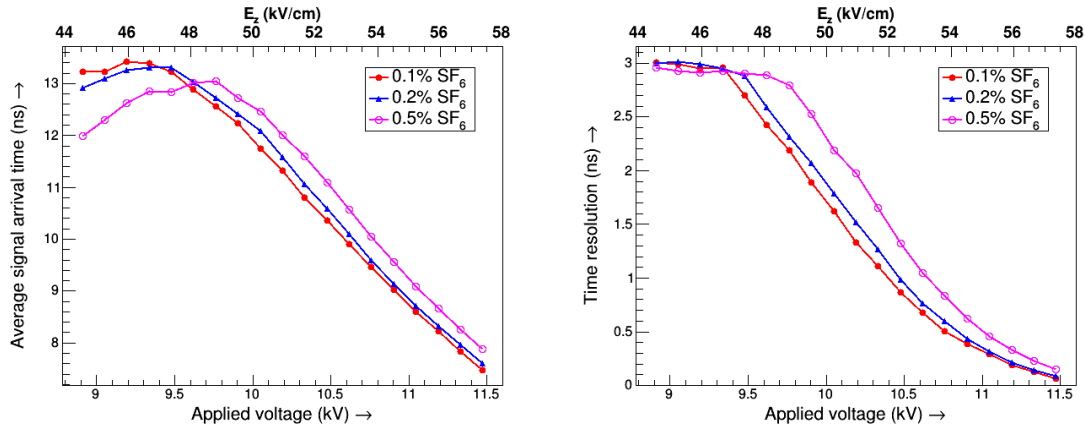 E_z (kV/cm)
44 46 48 50 52 54 56 58
Average signal arrival time (ns) →
13
12
11
10
9
8
0.1% SF_6
0.2% SF_6
0.5% SF_6
9 9.5 10 10.5 11 11.5
Applied voltage (kV) →
E_z (kV/cm)
44 46 48 50 52 54 56 58
Time resolution (ns) →
3
2.5
2
1.5
1
0.5
0
0.1% SF_6
0.2% SF_6
0.5% SF_6
9 9.5 10 10.5 11 11.5
Applied voltage (kV) →